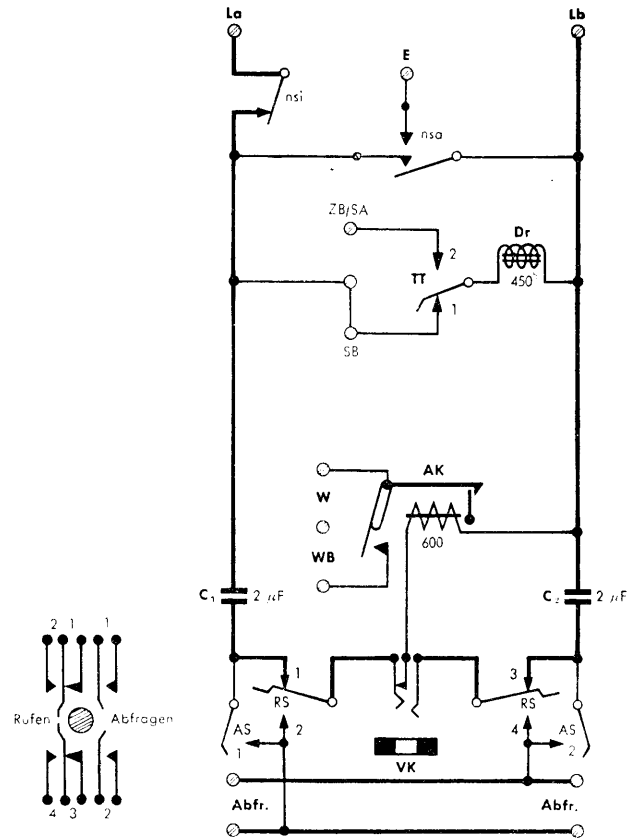 La
Lb
E
nsi
nsa
ZB/SA
2
Dr
TT
450
1
SB
AK
W
600
WB
C1 2 µF
C2 2 µF
2 1 1
1 3
RS RS
Rufen Abfragen
AS 2 4 AS
1 2
VK
4 3 2
Abfr. Abfr.